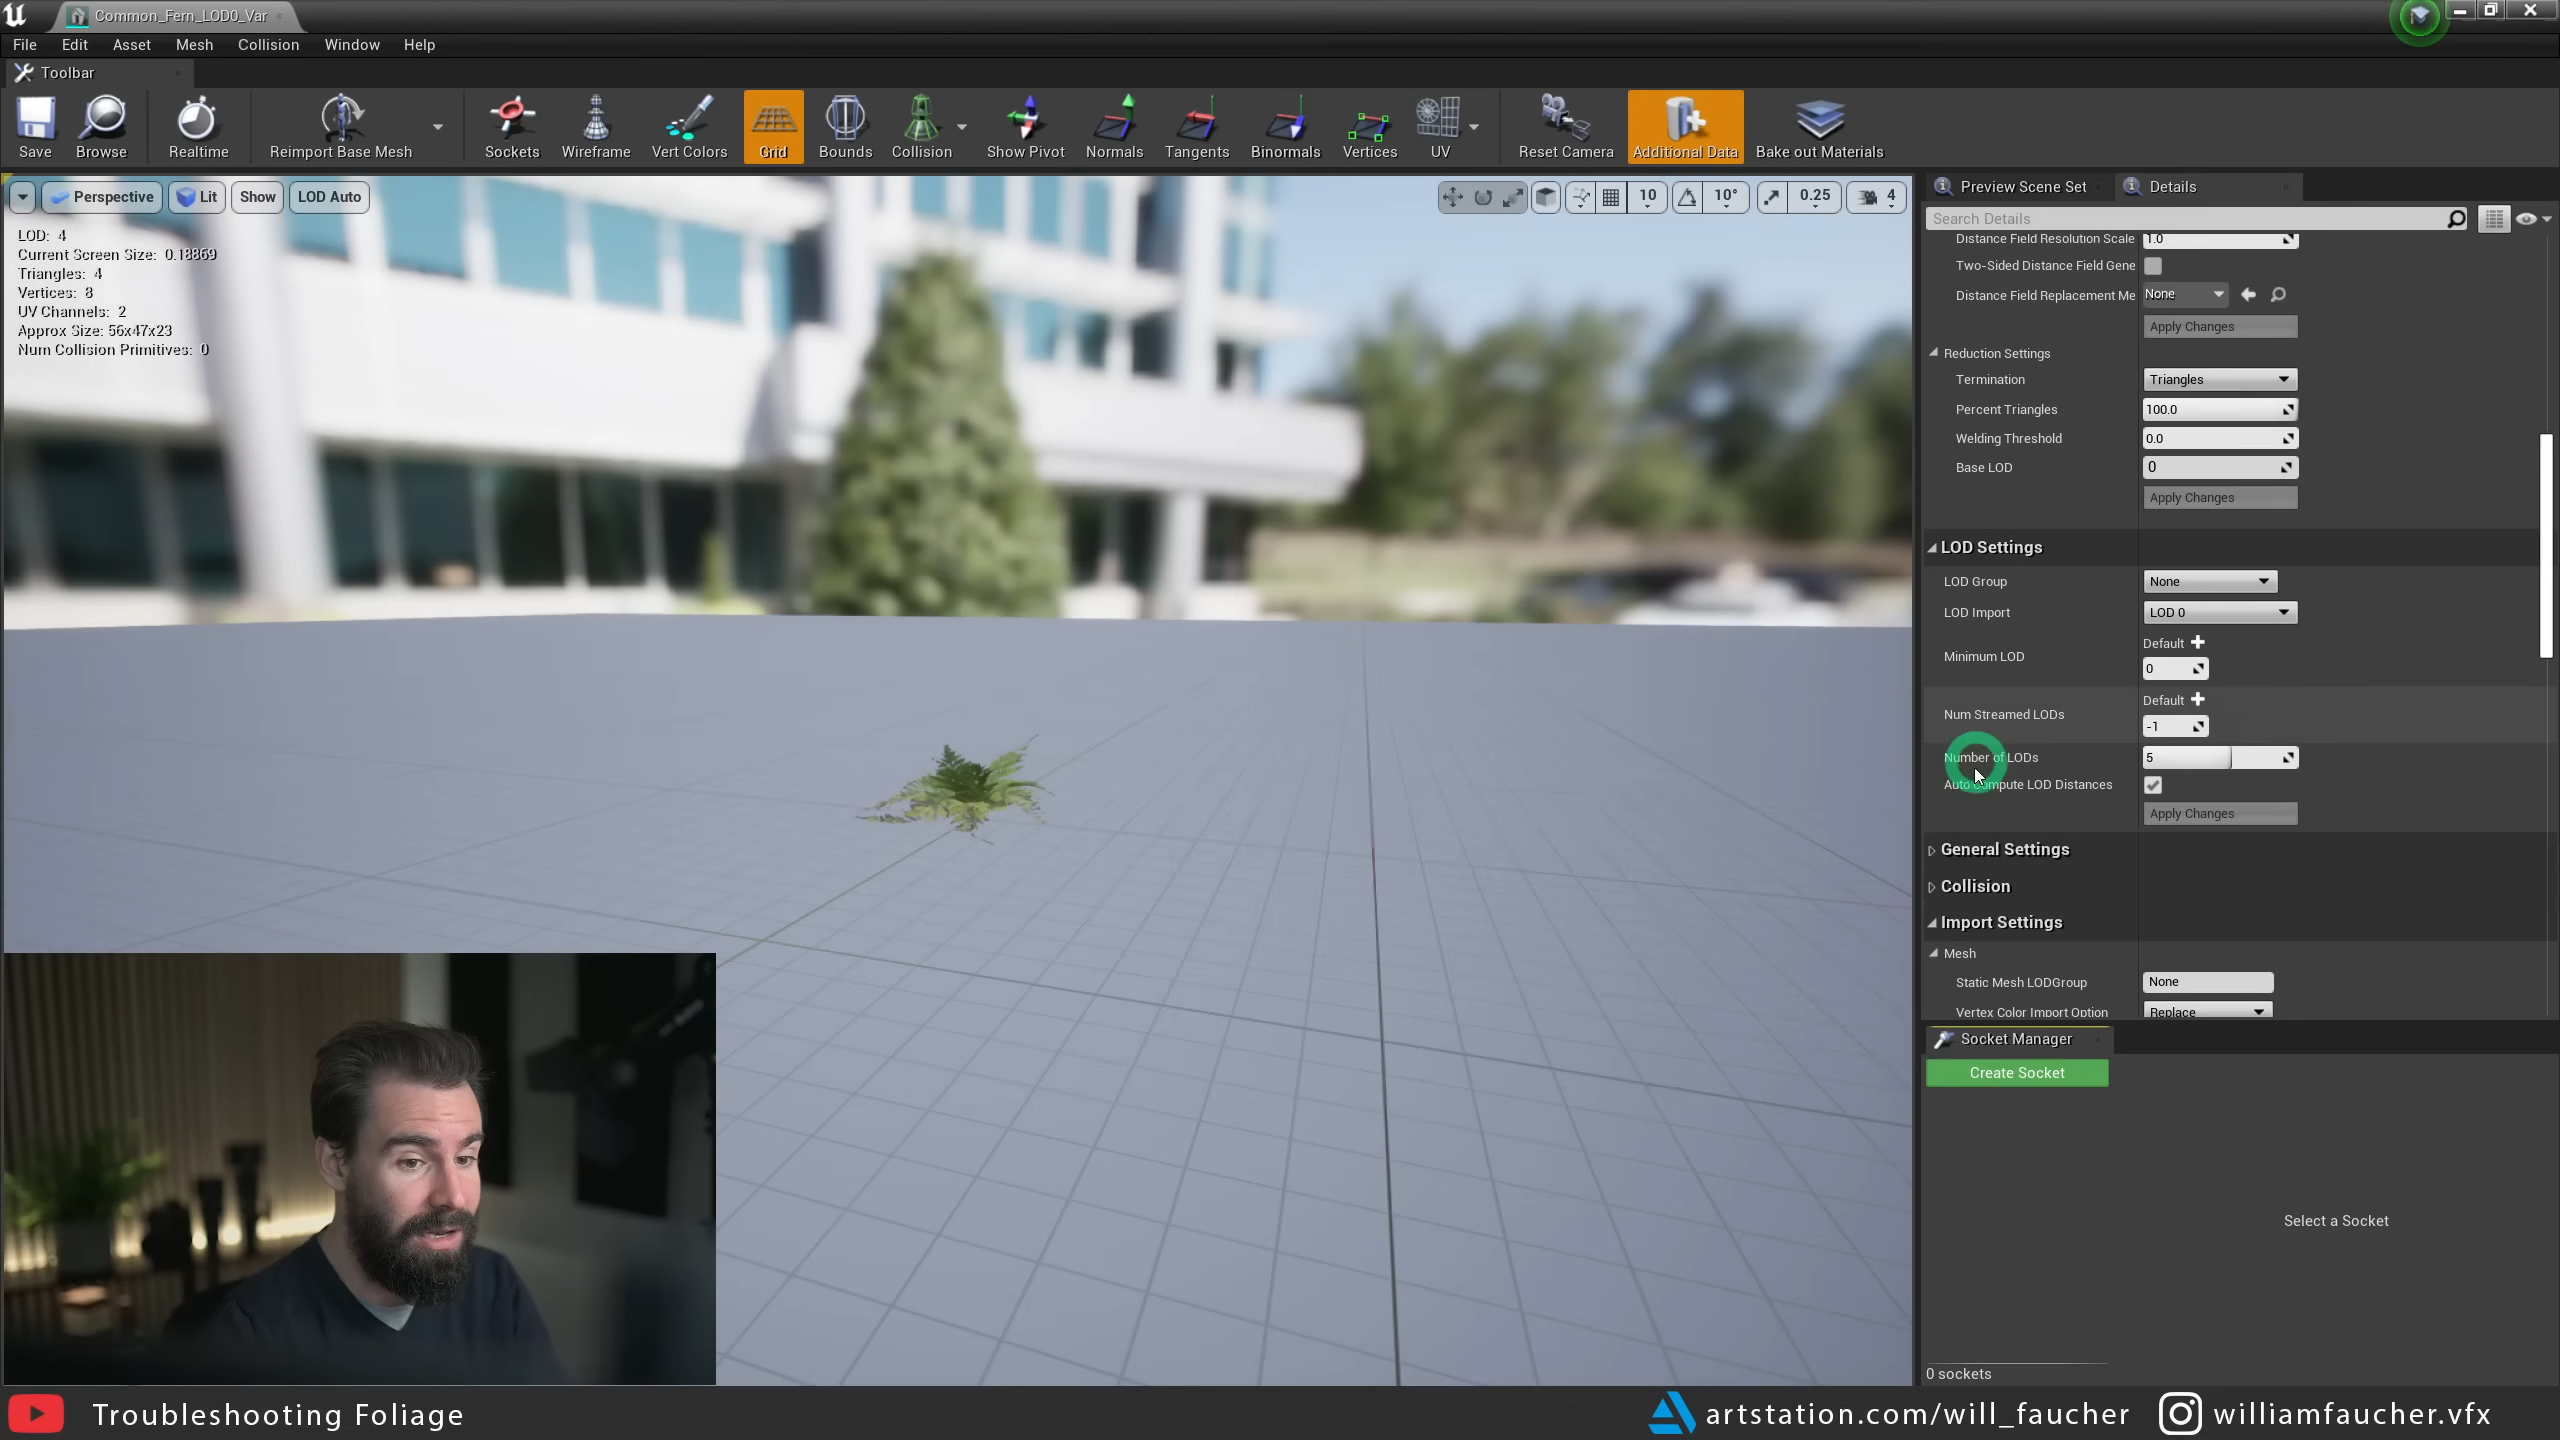 Common_Fern_LOD0_Var
File Edit Asset Mesh Collision Window Help
Toolbar
Save Browse Realtime Reimport Base Mesh Sockets Wireframe Vert Colors Grid Bounds Collision Show Pivot Normals Tangents Binormals Vertices UV Reset Camera Additional Data Bake out Materials
Perspective Lit Show LOD Auto 10 10° 0.25 4
LOD: 4
Current Screen Size: 0.18869
Triangles: 4
Vertices: 8
UV Channels: 2
Approx Size: 56x47x23
Num Collision Primitives: 0
Preview Scene Set Details
Search Details
Distance Field Resolution Scale 1.0
Two-Sided Distance Field Gene
Distance Field Replacement Me None
Apply Changes
Reduction Settings
Termination Triangles
Percent Triangles 100.0
Welding Threshold 0.0
Base LOD 0
Apply Changes
LOD Settings
LOD Group None
LOD Import LOD 0
Default
Minimum LOD
0
Default
Num Streamed LODs
-1
Number of LODs 5
Auto Compute LOD Distances
Apply Changes
General Settings
Collision
Import Settings
Mesh
Static Mesh LODGroup None
Vertex Color Import Option Replace
Socket Manager
Create Socket
Select a Socket
0 sockets
Troubleshooting Foliage artstation.com/will_faucher williamfaucher.vfx